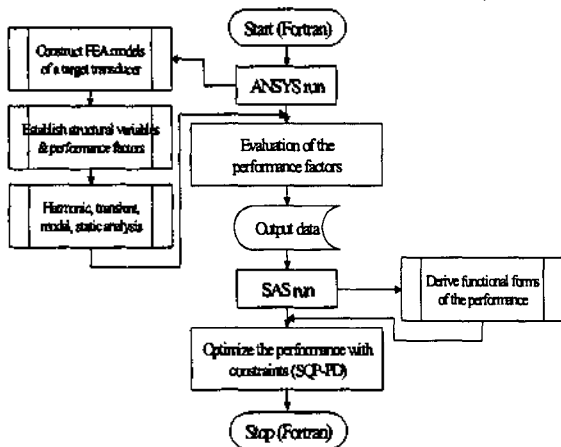 Start (Fortran)
Construct FEA models
of a target transducer
ANSYS run
Establish structural variables
& performance factors
Evaluation of the
performance factors
Harmonic, transient,
modal, static analysis
Output data
SAS run
Derive functional forms
of the performance
Optimize the performance with
constraints (SQP-PD)
Stop (Fortran)